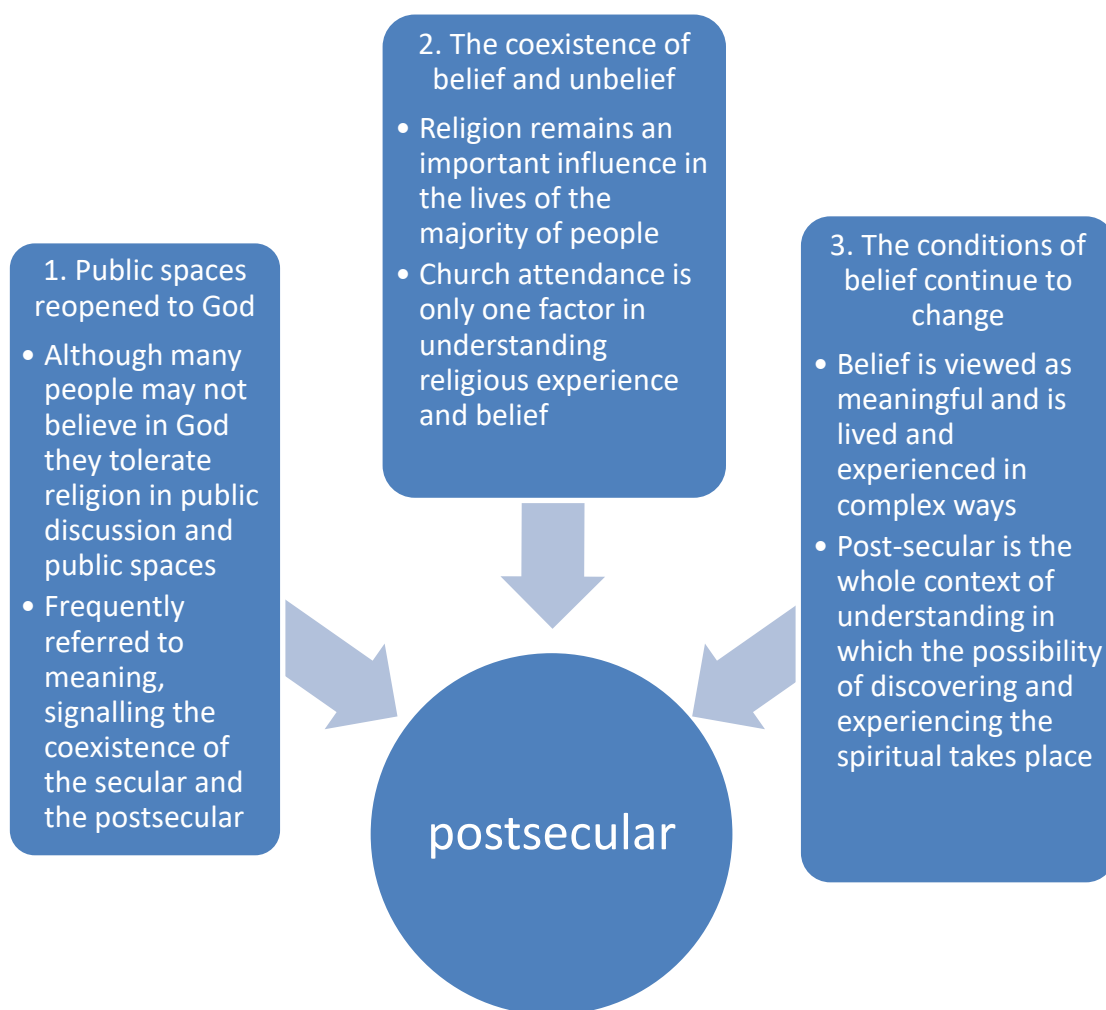 1. Public spaces
reopened to God
• Although many
people may not
believe in God
they tolerate
religion in public
discussion and
public spaces
• Frequently
referred to
meaning,
signalling the
coexistence of
the secular and
the postsecular
2. The coexistence of
belief and unbelief
• Religion remains an
important influence in
the lives of the
majority of people
• Church attendance is
only one factor in
understanding
religious experience
and belief
3. The conditions of
belief continue to
change
• Belief is viewed as
meaningful and is
lived and
experienced in
complex ways
• Post-secular is the
whole context of
understanding in
which the possibility
of discovering and
experiencing the
spiritual takes place
postsecular